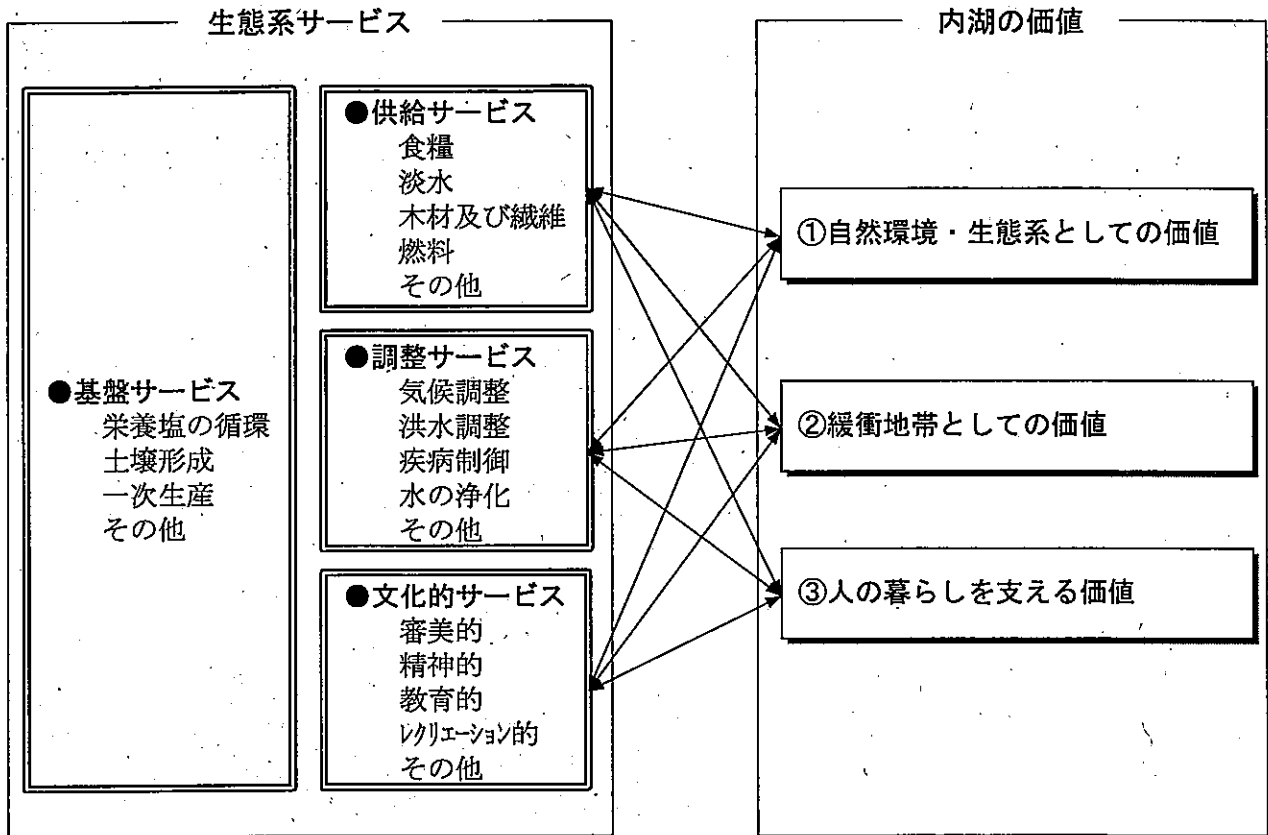 生態系サービス
●基盤サービス
栄養塩の循環
土壌形成
一次生産
その他
●供給サービス
食糧
淡水
木材及び繊維
燃料
その他
●調整サービス
気候調整
洪水調整
疾病制御
水の浄化
その他
●文化的サービス
審美的
精神的
教育的
レクリエーション的
その他
内湖の価値
①自然環境・生態系としての価値
②緩衝地帯としての価値
③人の暮らしを支える価値